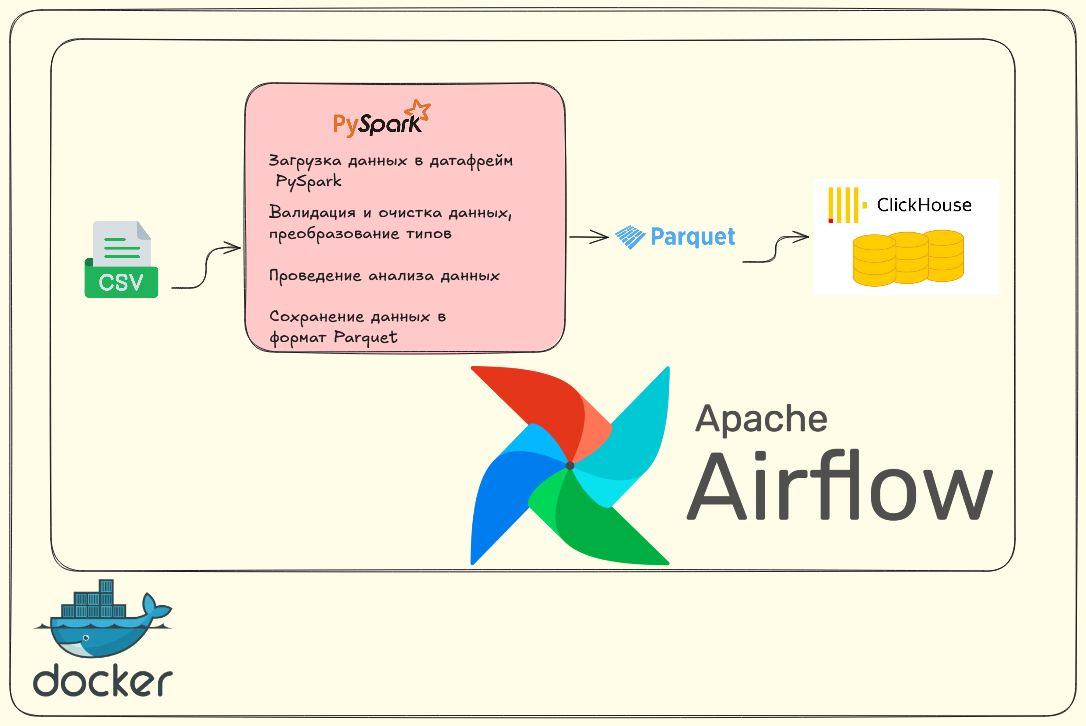 PySpark
Загрузка данных в датафрейм
PySpark
Валидация и очистка данных,
преобразование типов
Проведение анализа данных
Сохранение данных в
формат Parquet
CSV
Parquet
ClickHouse
Apache
Airflow
docker